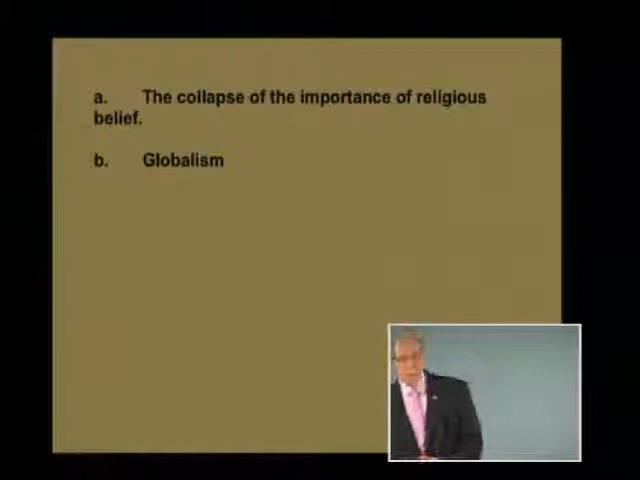 a. The collapse of the importance of religious
belief.
b. Globalism